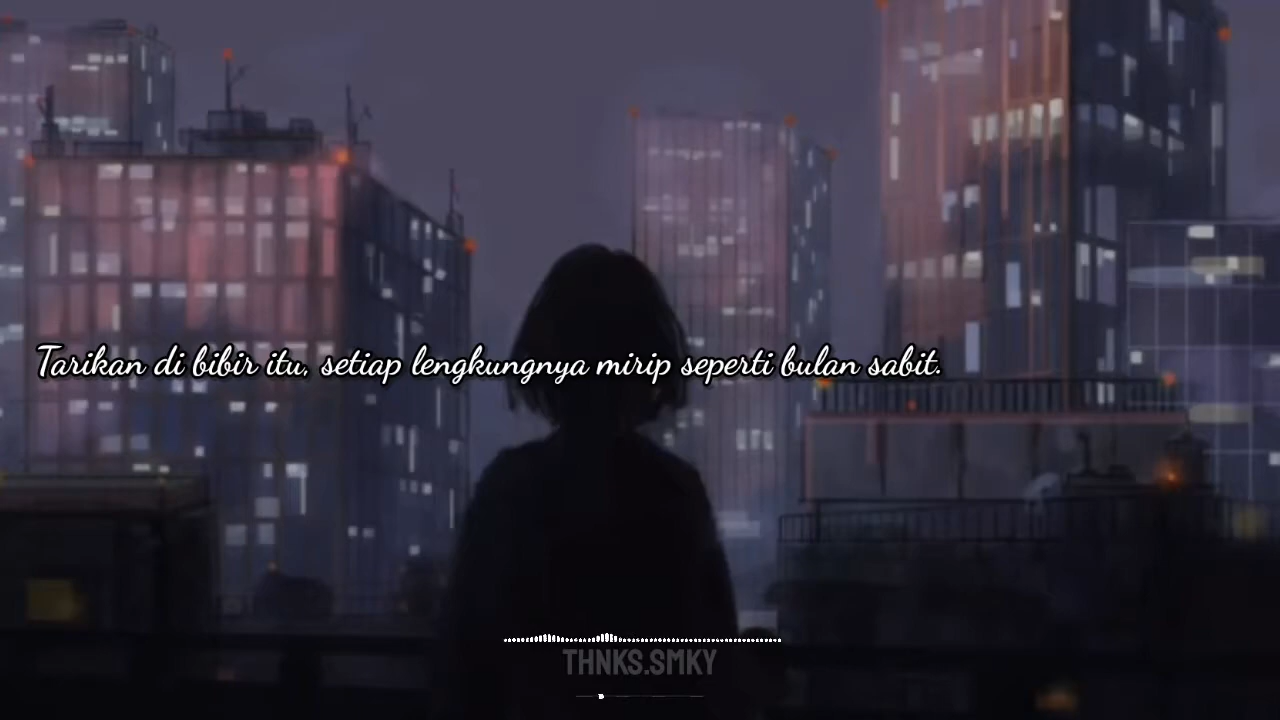 Tarikan di bibir itu, setiap lengkungnya mirip seperti bulan sabit.
THNKS.SMKY